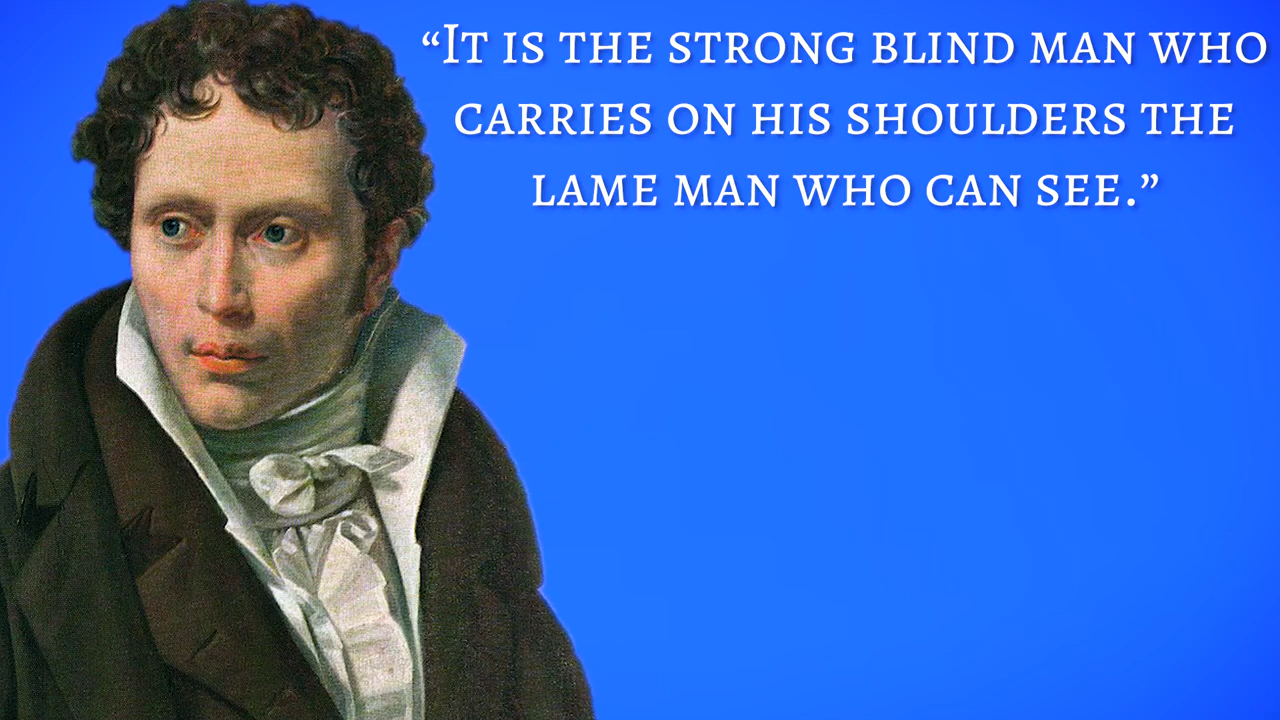 “It is the strong blind man who
carries on his shoulders the
lame man who can see.”